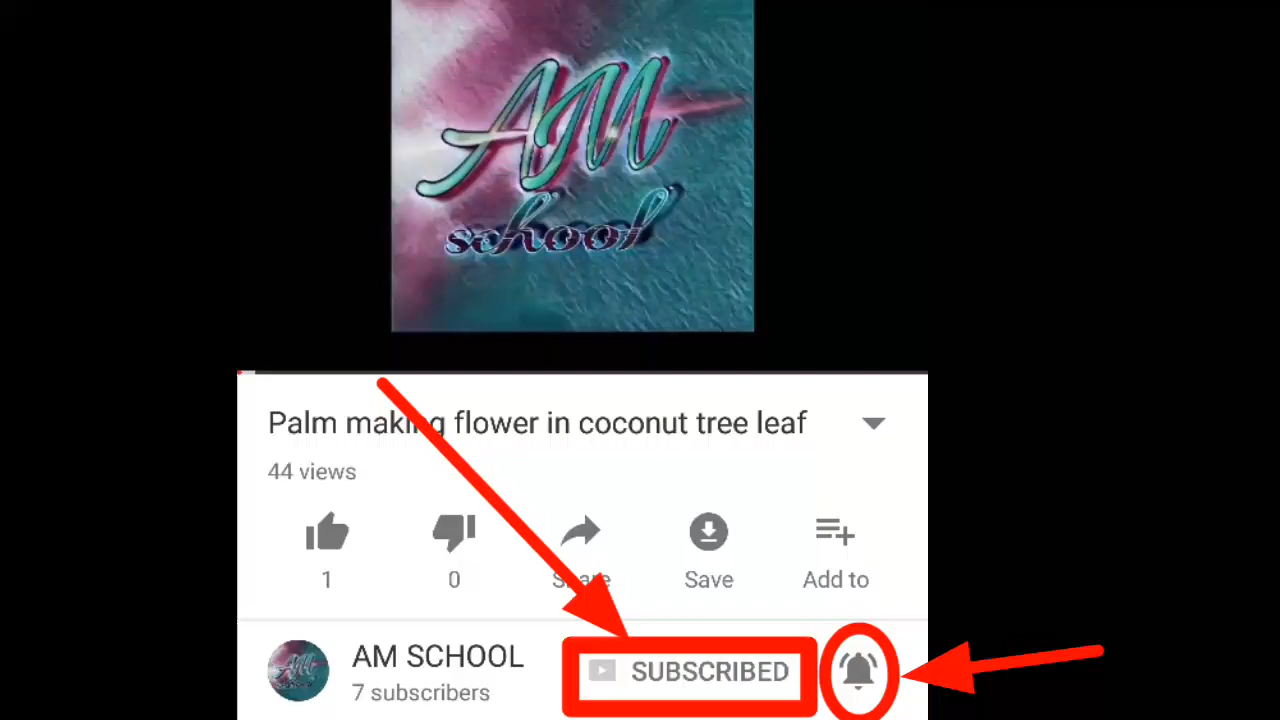 AM
school
Palm making flower in coconut tree leaf
44 views
1
0
Share
Save
Add to
AM SCHOOL
7 subscribers
SUBSCRIBED